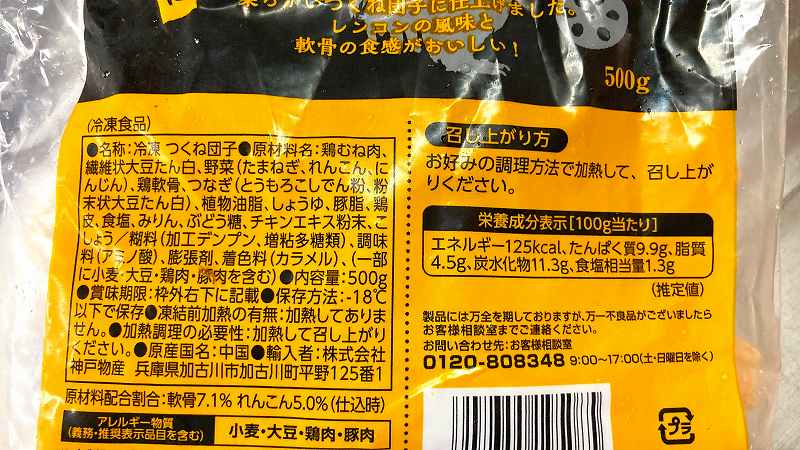 柔らかいつくね団子に仕上げました。
レンコンの風味と
軟骨の食感がおいしい!
500g
(冷凍食品)
●名称:冷凍 つくね団子●原材料名:鶏むね肉、
繊維状大豆たん白、野菜(たまねぎ、れんこん、に
んじん)、鶏軟骨、つなぎ(とうもろこしでん粉、粉
末状大豆たん白)、植物油脂、しょうゆ、豚脂、鶏
皮、食塩、みりん、ぶどう糖、チキンエキス粉末、こ
しょう/糊料(加工デンプン、増粘多糖類)、調味
料(アミノ酸)、膨張剤、着色料(カラメル)、(一部
に小麦・大豆・鶏肉・豚肉を含む)●内容量:500g
●賞味期限:枠外右下に記載●保存方法:-18℃
以下で保存●凍結前加熱の有無:加熱してありま
せん。●加熱調理の必要性:加熱して召し上がり
ください。●原産国名:中国●輸入者:株式会社
神戸物産 兵庫県加古川市加古川町平野125番1
原材料配合割合:軟骨7.1% れんこん5.0%(仕込時)
アレルギー物質
(義務・推奨表示品目を含む)
小麦・大豆・鶏肉・豚肉
召し上がり方
お好みの調理方法で加熱して、召し上が
りください。
栄養成分表示[100g当たり]
エネルギー125kcal、たんぱく質9.9g、脂質
4.5g、炭水化物11.3g、食塩相当量1.3g
(推定値)
製品には万全を期しておりますが、万一不良品がございましたら
お客様相談室までご連絡ください。
お問い合わせ先:お客様相談室
0120-808348 9:00〜17:00(土・日曜日を除く)
プラ